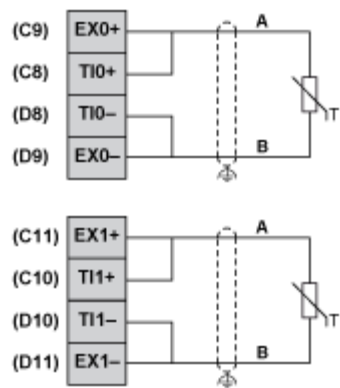 (C9) EX0+ A
(C8) TI0+
(D8) TI0– T
(D9) EX0– B
(C11) EX1+ A
(C10) TI1+
(D10) TI1– T
(D11) EX1– B